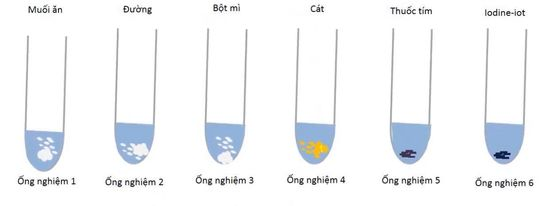 Muối ăn
Đường
Bột mì
Cát
Thuốc tím
Iodine-iot
Ống nghiệm 1
Ống nghiệm 2
Ống nghiệm 3
Ống nghiệm 4
Ống nghiệm 5
Ống nghiệm 6